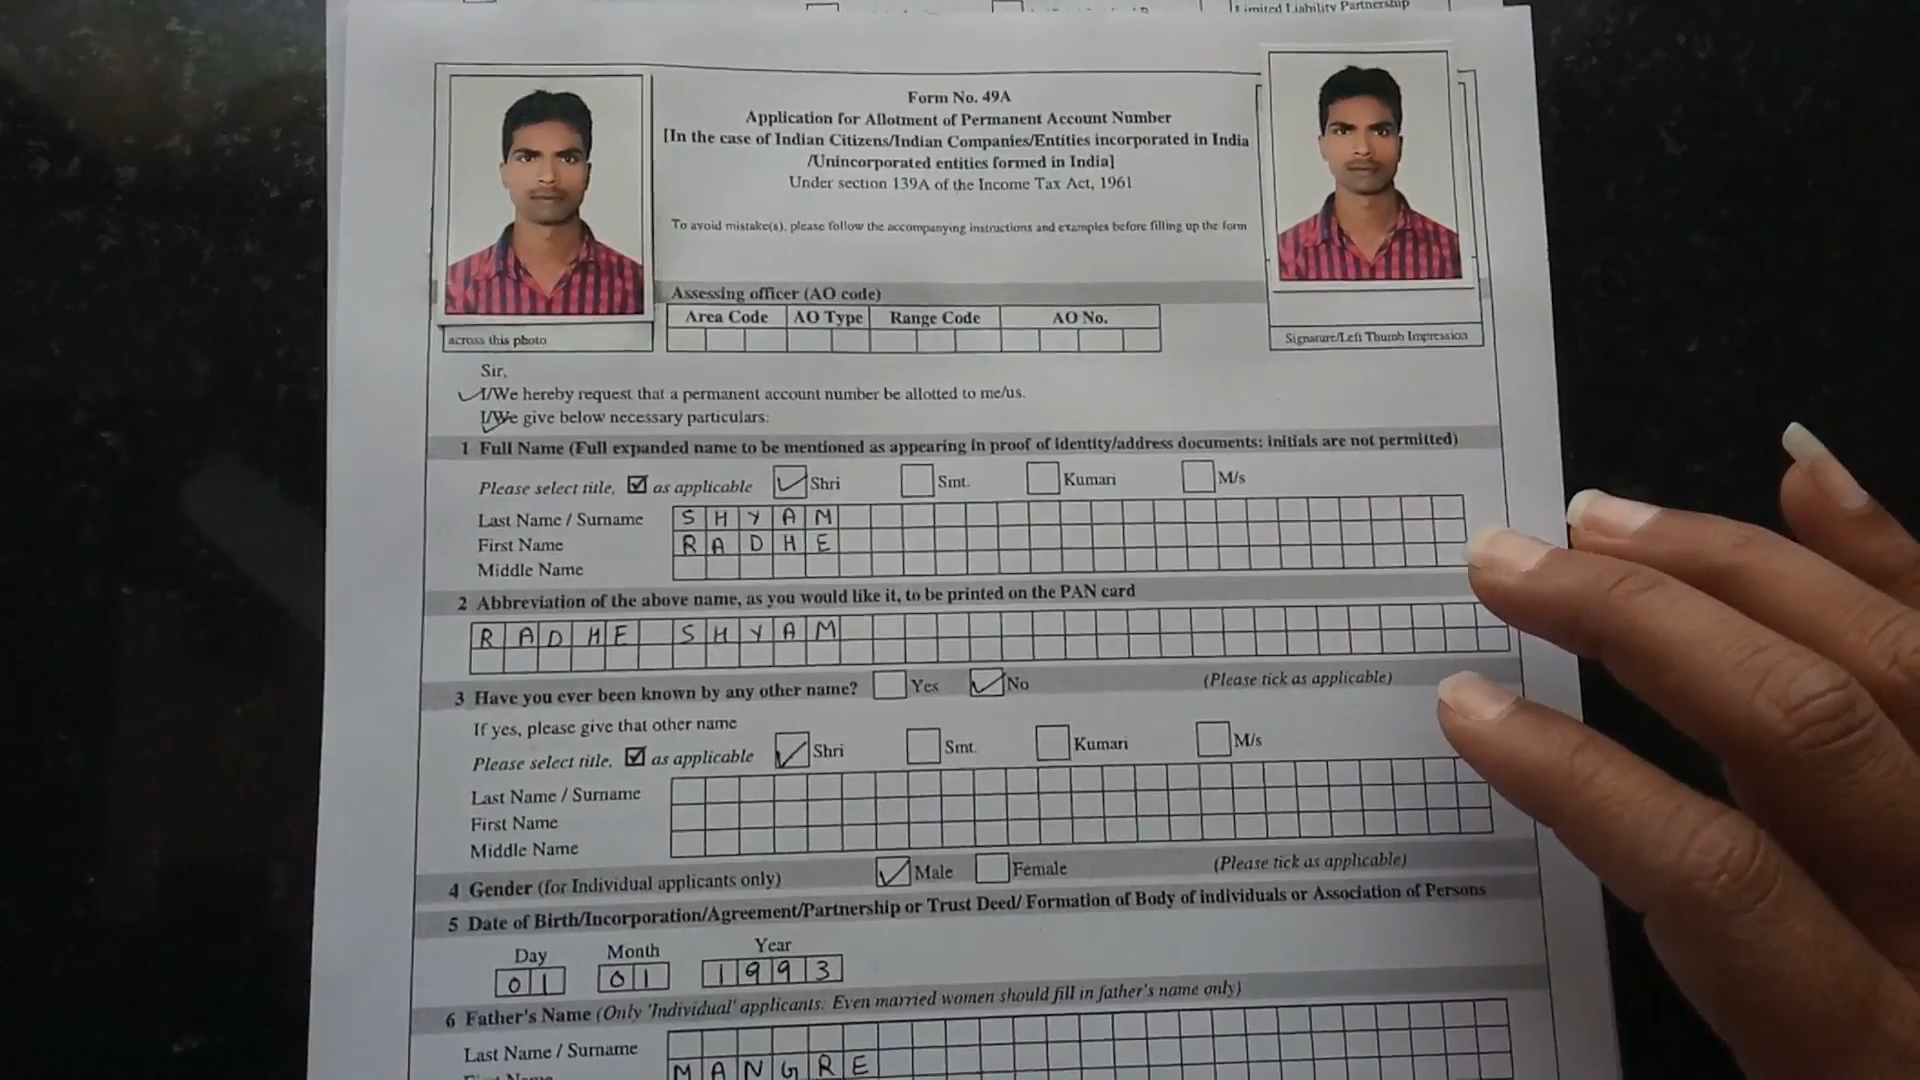 Limited Liability Partnership
Form No. 49A
Application for Allotment of Permanent Account Number
[In the case of Indian Citizens/Indian Companies/Entities incorporated in India
/Unincorporated entities formed in India]
Under section 139A of the Income Tax Act, 1961
To avoid mistake(s), please follow the accompanying instructions and examples before filling up the form
Assessing officer (AO code)
Area Code AO Type Range Code AO No.
across this photo
Signature/Left Thumb Impression
Sir,
I/We hereby request that a permanent account number be allotted to me/us.
I/We give below necessary particulars:
1 Full Name (Full expanded name to be mentioned as appearing in proof of identity/address documents: initials are not permitted)
Please select title, ☑ as applicable ☑ Shri ☐ Smt. ☐ Kumari ☐ M/s
Last Name / Surname SHYAM
First Name RADHE
Middle Name
2 Abbreviation of the above name, as you would like it, to be printed on the PAN card
RADHE SHYAM
3 Have you ever been known by any other name? ☐ Yes ☑ No (Please tick as applicable)
If yes, please give that other name
Please select title, ☑ as applicable ☑ Shri ☐ Smt. ☐ Kumari ☐ M/s
Last Name / Surname
First Name
Middle Name
4 Gender (for Individual applicants only) ☑ Male ☐ Female (Please tick as applicable)
5 Date of Birth/Incorporation/Agreement/Partnership or Trust Deed/ Formation of Body of individuals or Association of Persons
Day Month Year
01 01 1993
6 Father's Name (Only 'Individual' applicants: Even married women should fill in father's name only)
Last Name / Surname
First Name MANGRE